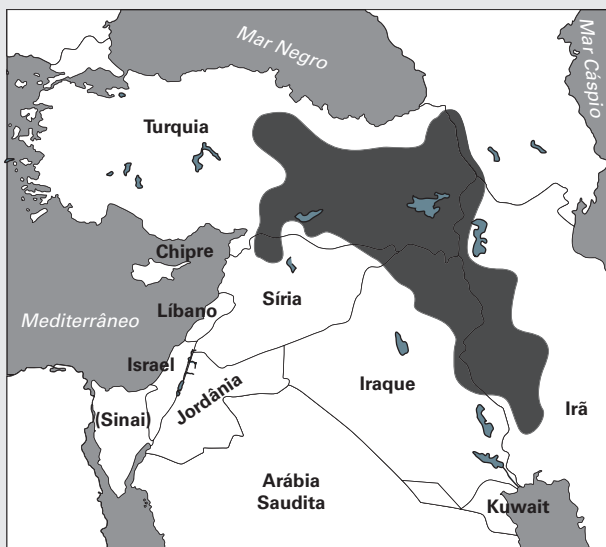 Mar Negro
Mar Cáspio
Turquia
Chipre
Síria
Líbano
Mediterrâneo
Israel
Jordânia
Iraque
Irã
(Sinai)
Arábia
Saudita
Kuwait